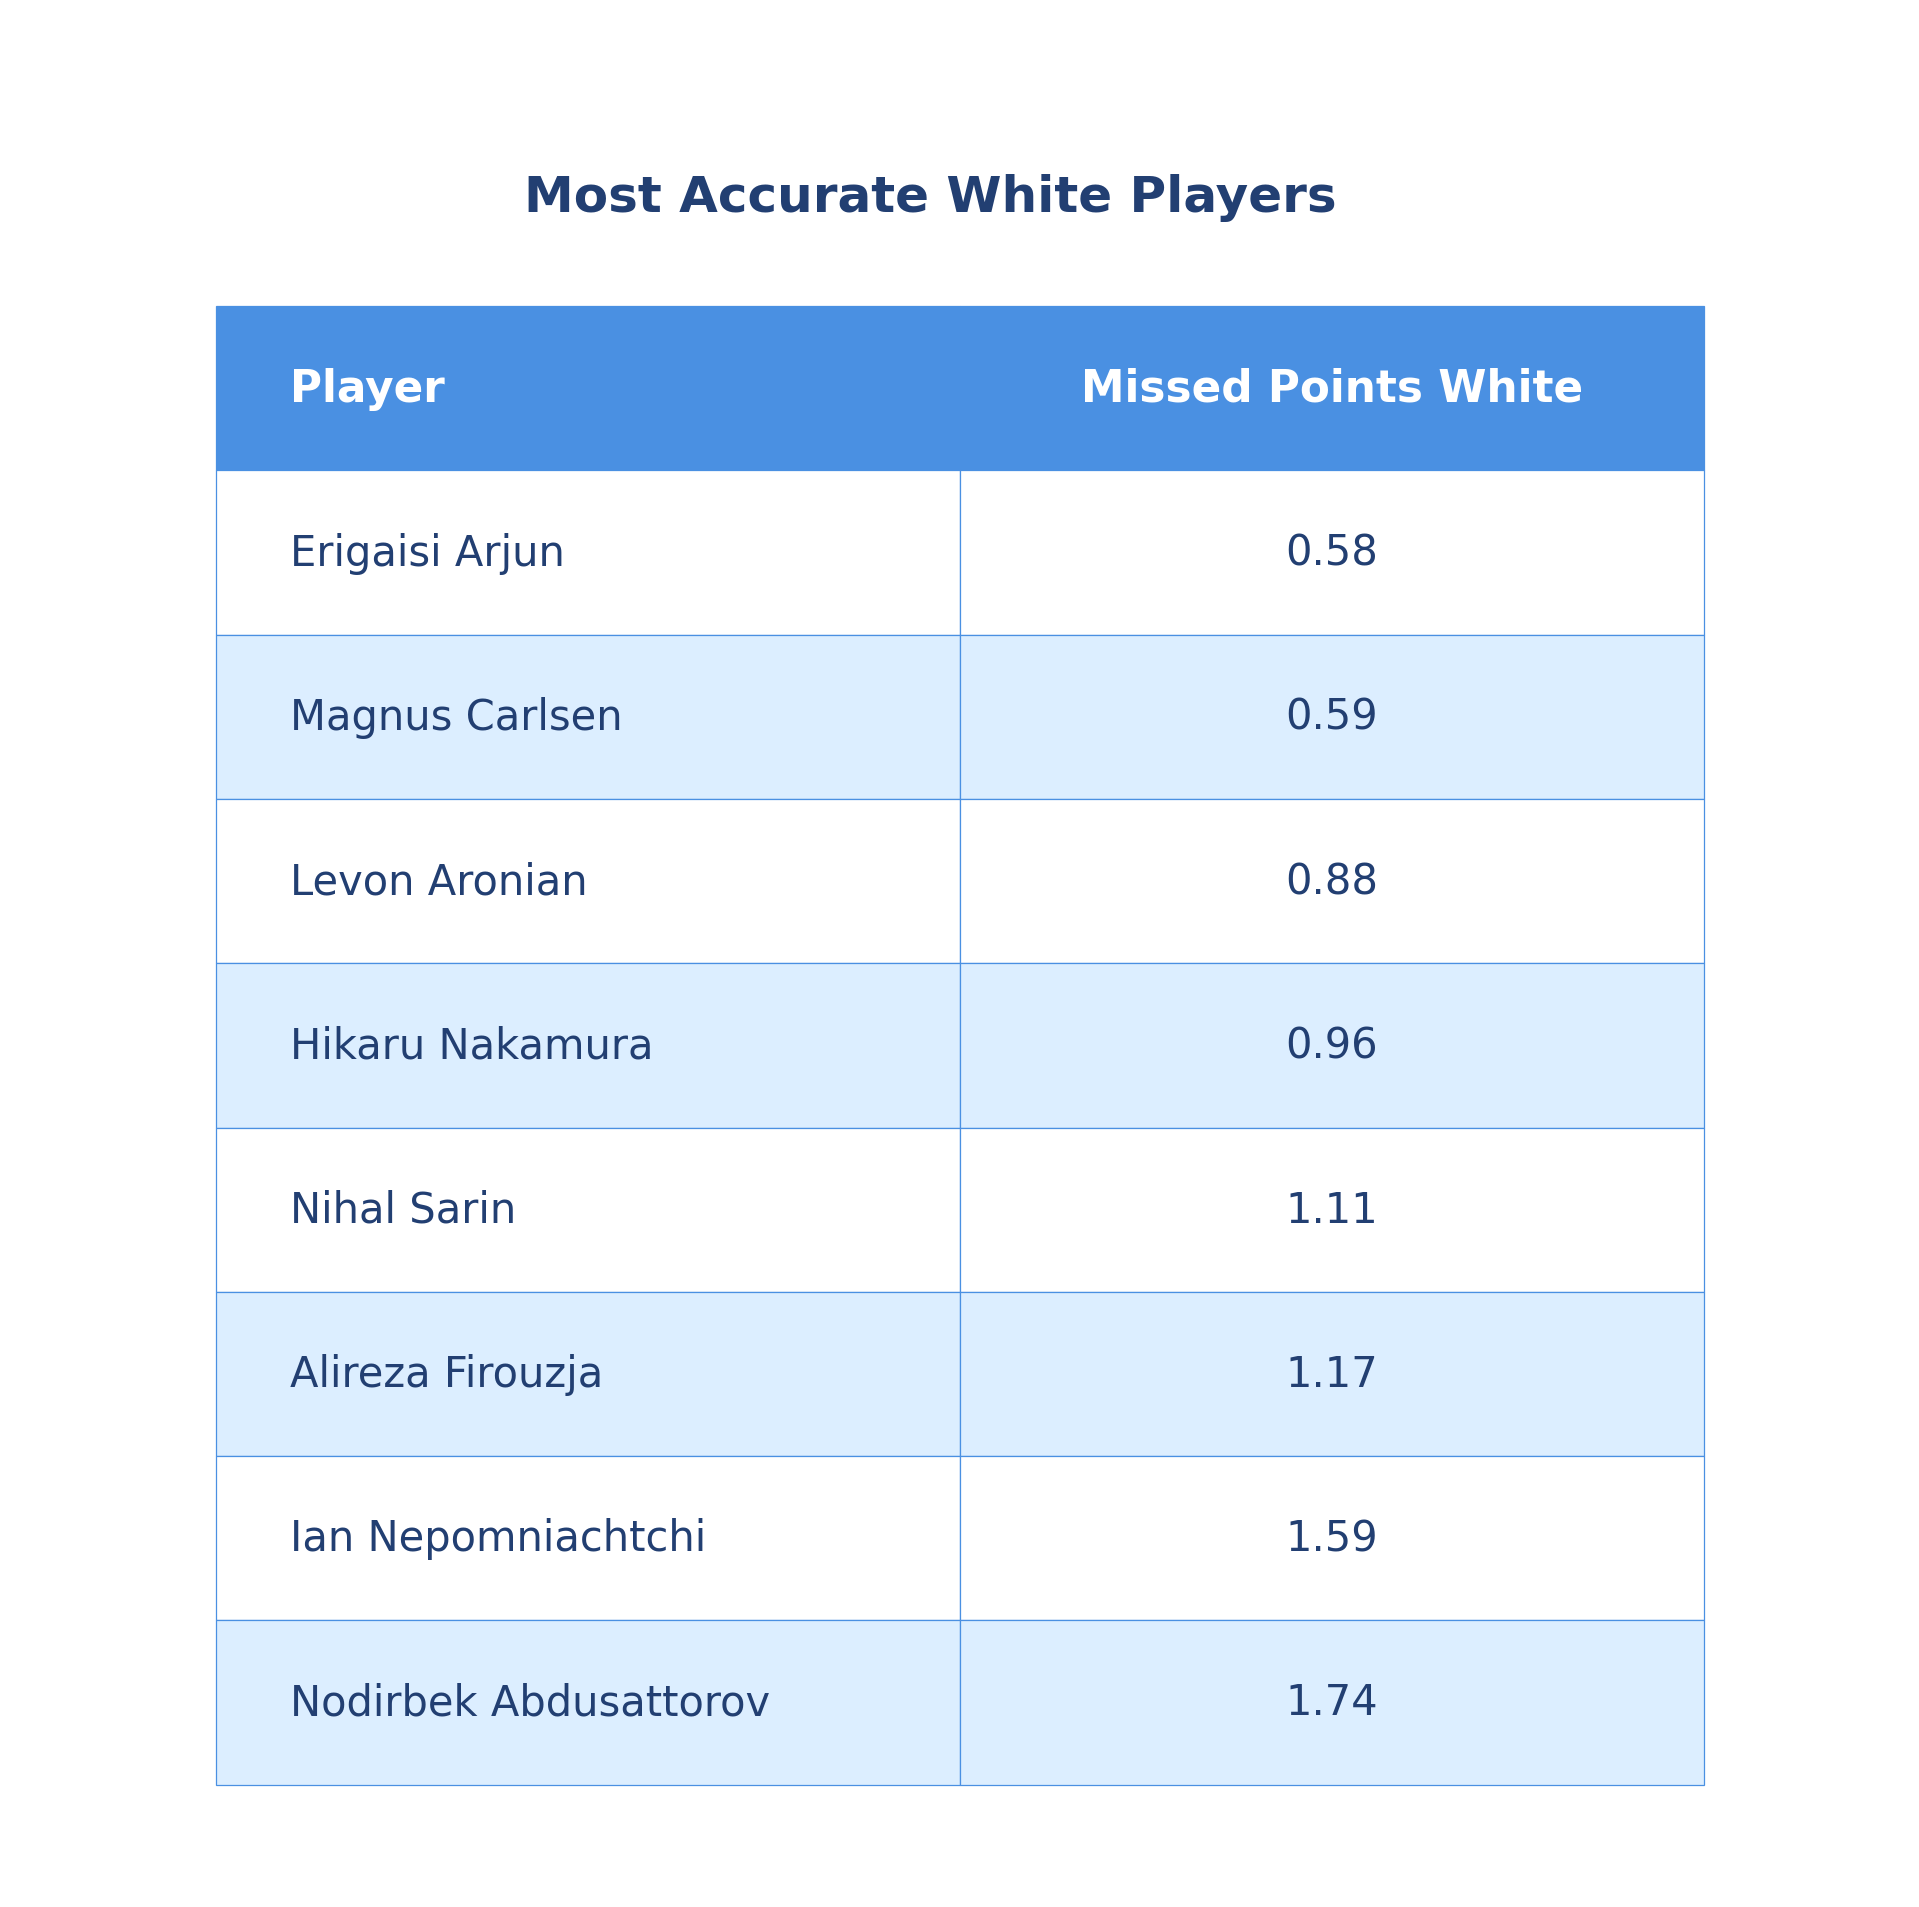 Most Accurate White Players
Player Missed Points White
Erigaisi Arjun 0.58
Magnus Carlsen 0.59
Levon Aronian 0.88
Hikaru Nakamura 0.96
Nihal Sarin 1.11
Alireza Firouzja 1.17
Ian Nepomniachtchi 1.59
Nodirbek Abdusattorov 1.74